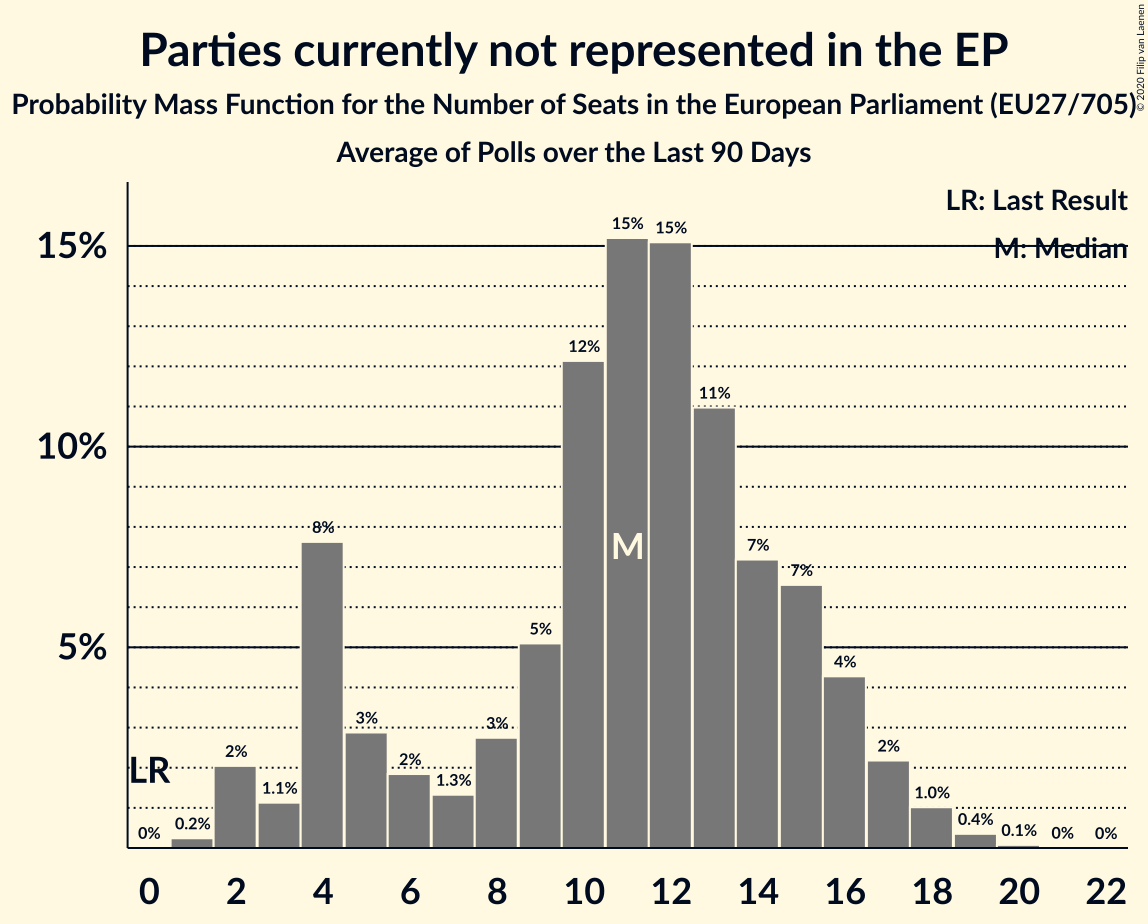 Parties currently not represented in the EP
Probability Mass Function for the Number of Seats in the European Parliament (EU27/705)
Average of Polls over the Last 90 Days
© 2020 Filip van Laenen
LR: Last Result
M: Median
15%
10%
5%
0%
0.2%
2%
1.1%
8%
3%
2%
1.3%
3%
5%
12%
15%
15%
11%
7%
7%
4%
2%
1.0%
0.4%
0.1%
0%
0%
LR
M
0 2 4 6 8 10 12 14 16 18 20 22